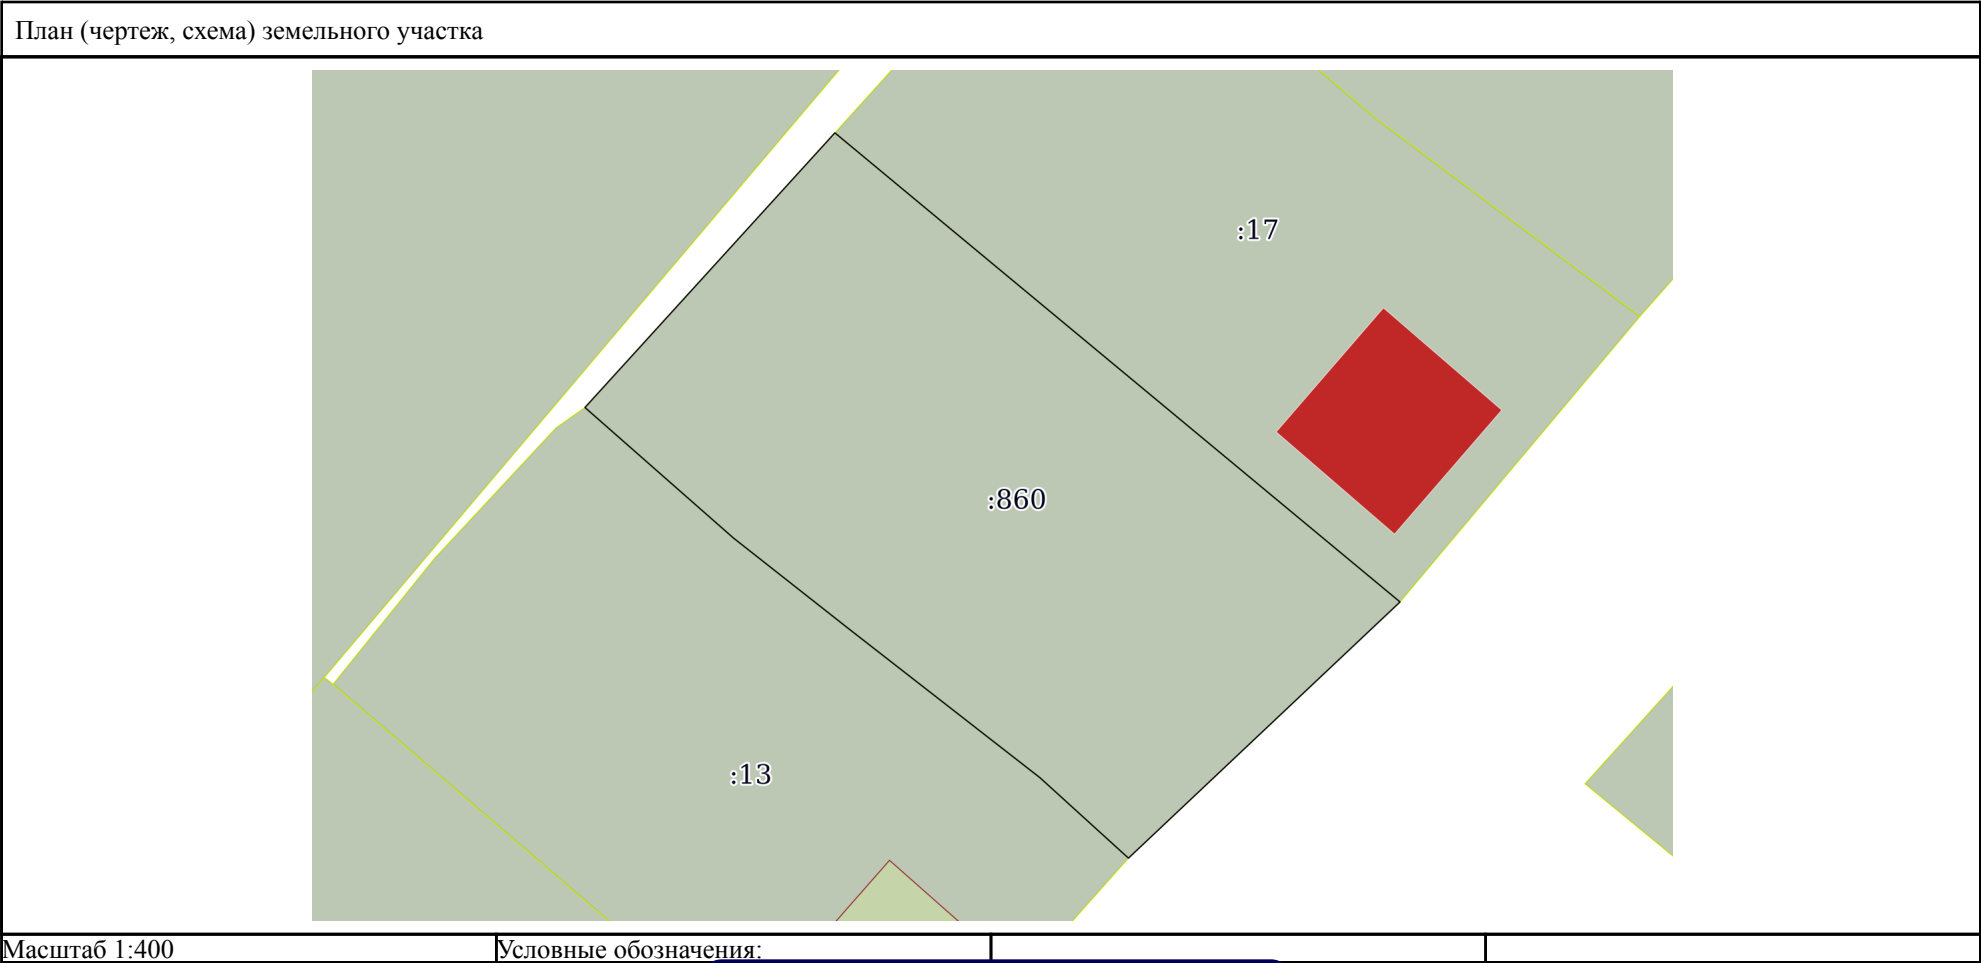 План (чертеж, схема) земельного участка
:17
:860
:13
Масштаб 1:400
Условные обозначения: